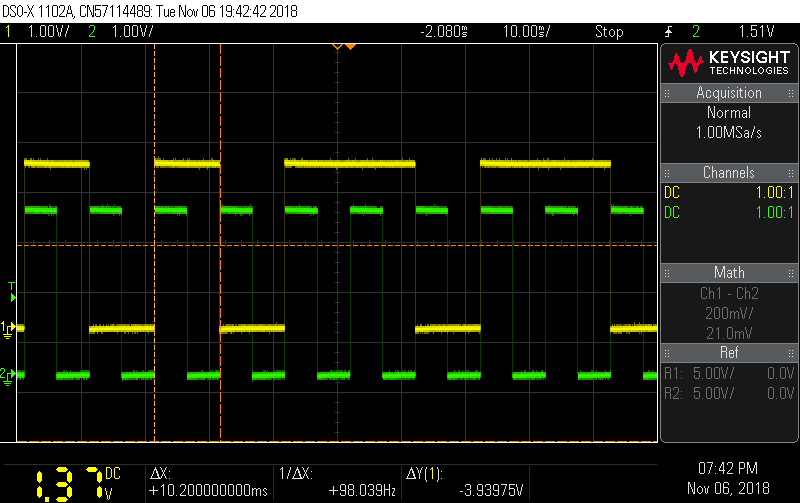 DSO-X 1102A, CN57114489: Tue Nov 06 19:42:42 2018
1 1.00V/ 2 1.00V/ -2.080ms 10.00ms/ Stop 2 1.51V
KEYSIGHT
TECHNOLOGIES
Acquisition
Normal
1.00MSa/s
Channels
DC 1.00:1
DC 1.00:1
Math
Ch1 - Ch2
200mV/
21.0mV
Ref
R1: 5.00V/ 0.0V
R2: 5.00V/ 0.0V
T
1
2
1.37 DC V
ΔX:
+10.200000000ms
1/ΔX:
+98.039Hz
ΔY(1):
-3.93975V
07:42 PM
Nov 06, 2018